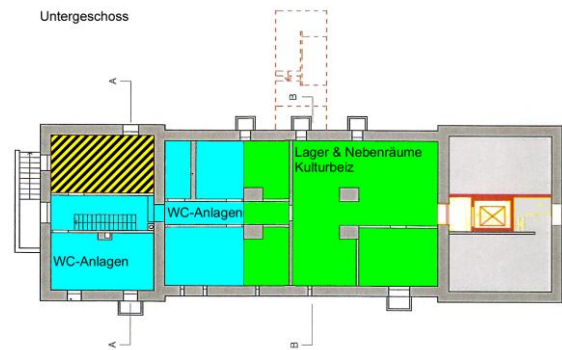 Untergeschoss
A
B
Lager & Nebenräume
Kulturbeiz
WC-Anlagen
WC-Anlagen
A
B